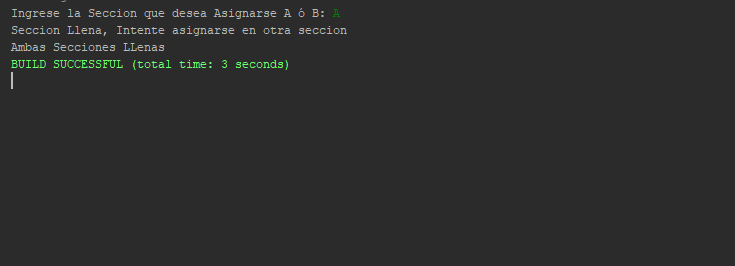 Ingrese la Seccion que desea Asignarse A ó B: A
Seccion Llena, Intente asignarse en otra seccion
Ambas Secciones LLenas
BUILD SUCCESSFUL (total time: 3 seconds)